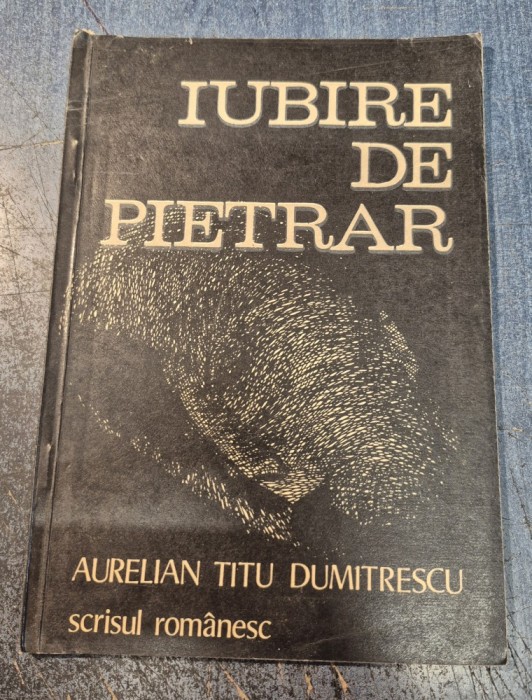 IUBIRE
DE
PIETRAR
AURELIAN TITU DUMITRESCU
scrisul românesc